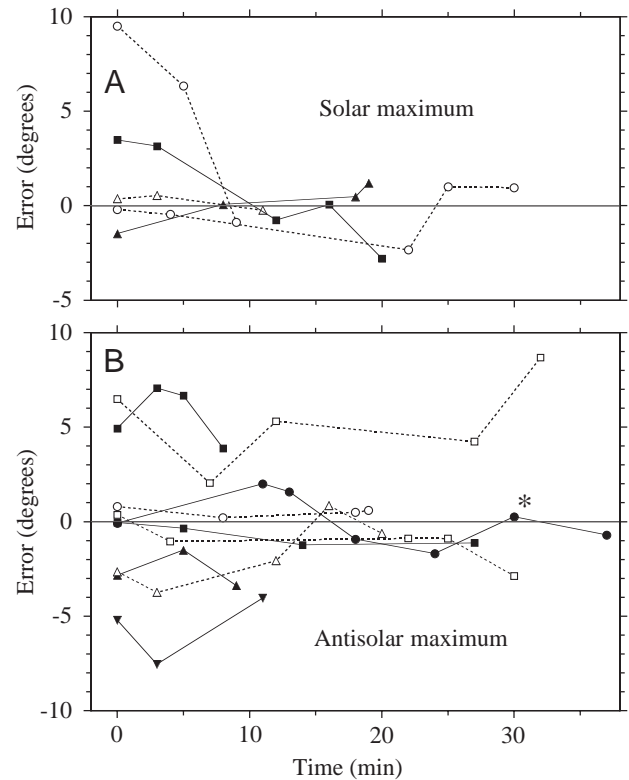 10
5
0
-5
Error (degrees)
A
Solar maximum
10
5
0
-5
-10
Error (degrees)
B
*
Antisolar maximum
0 10 20 30
Time (min)